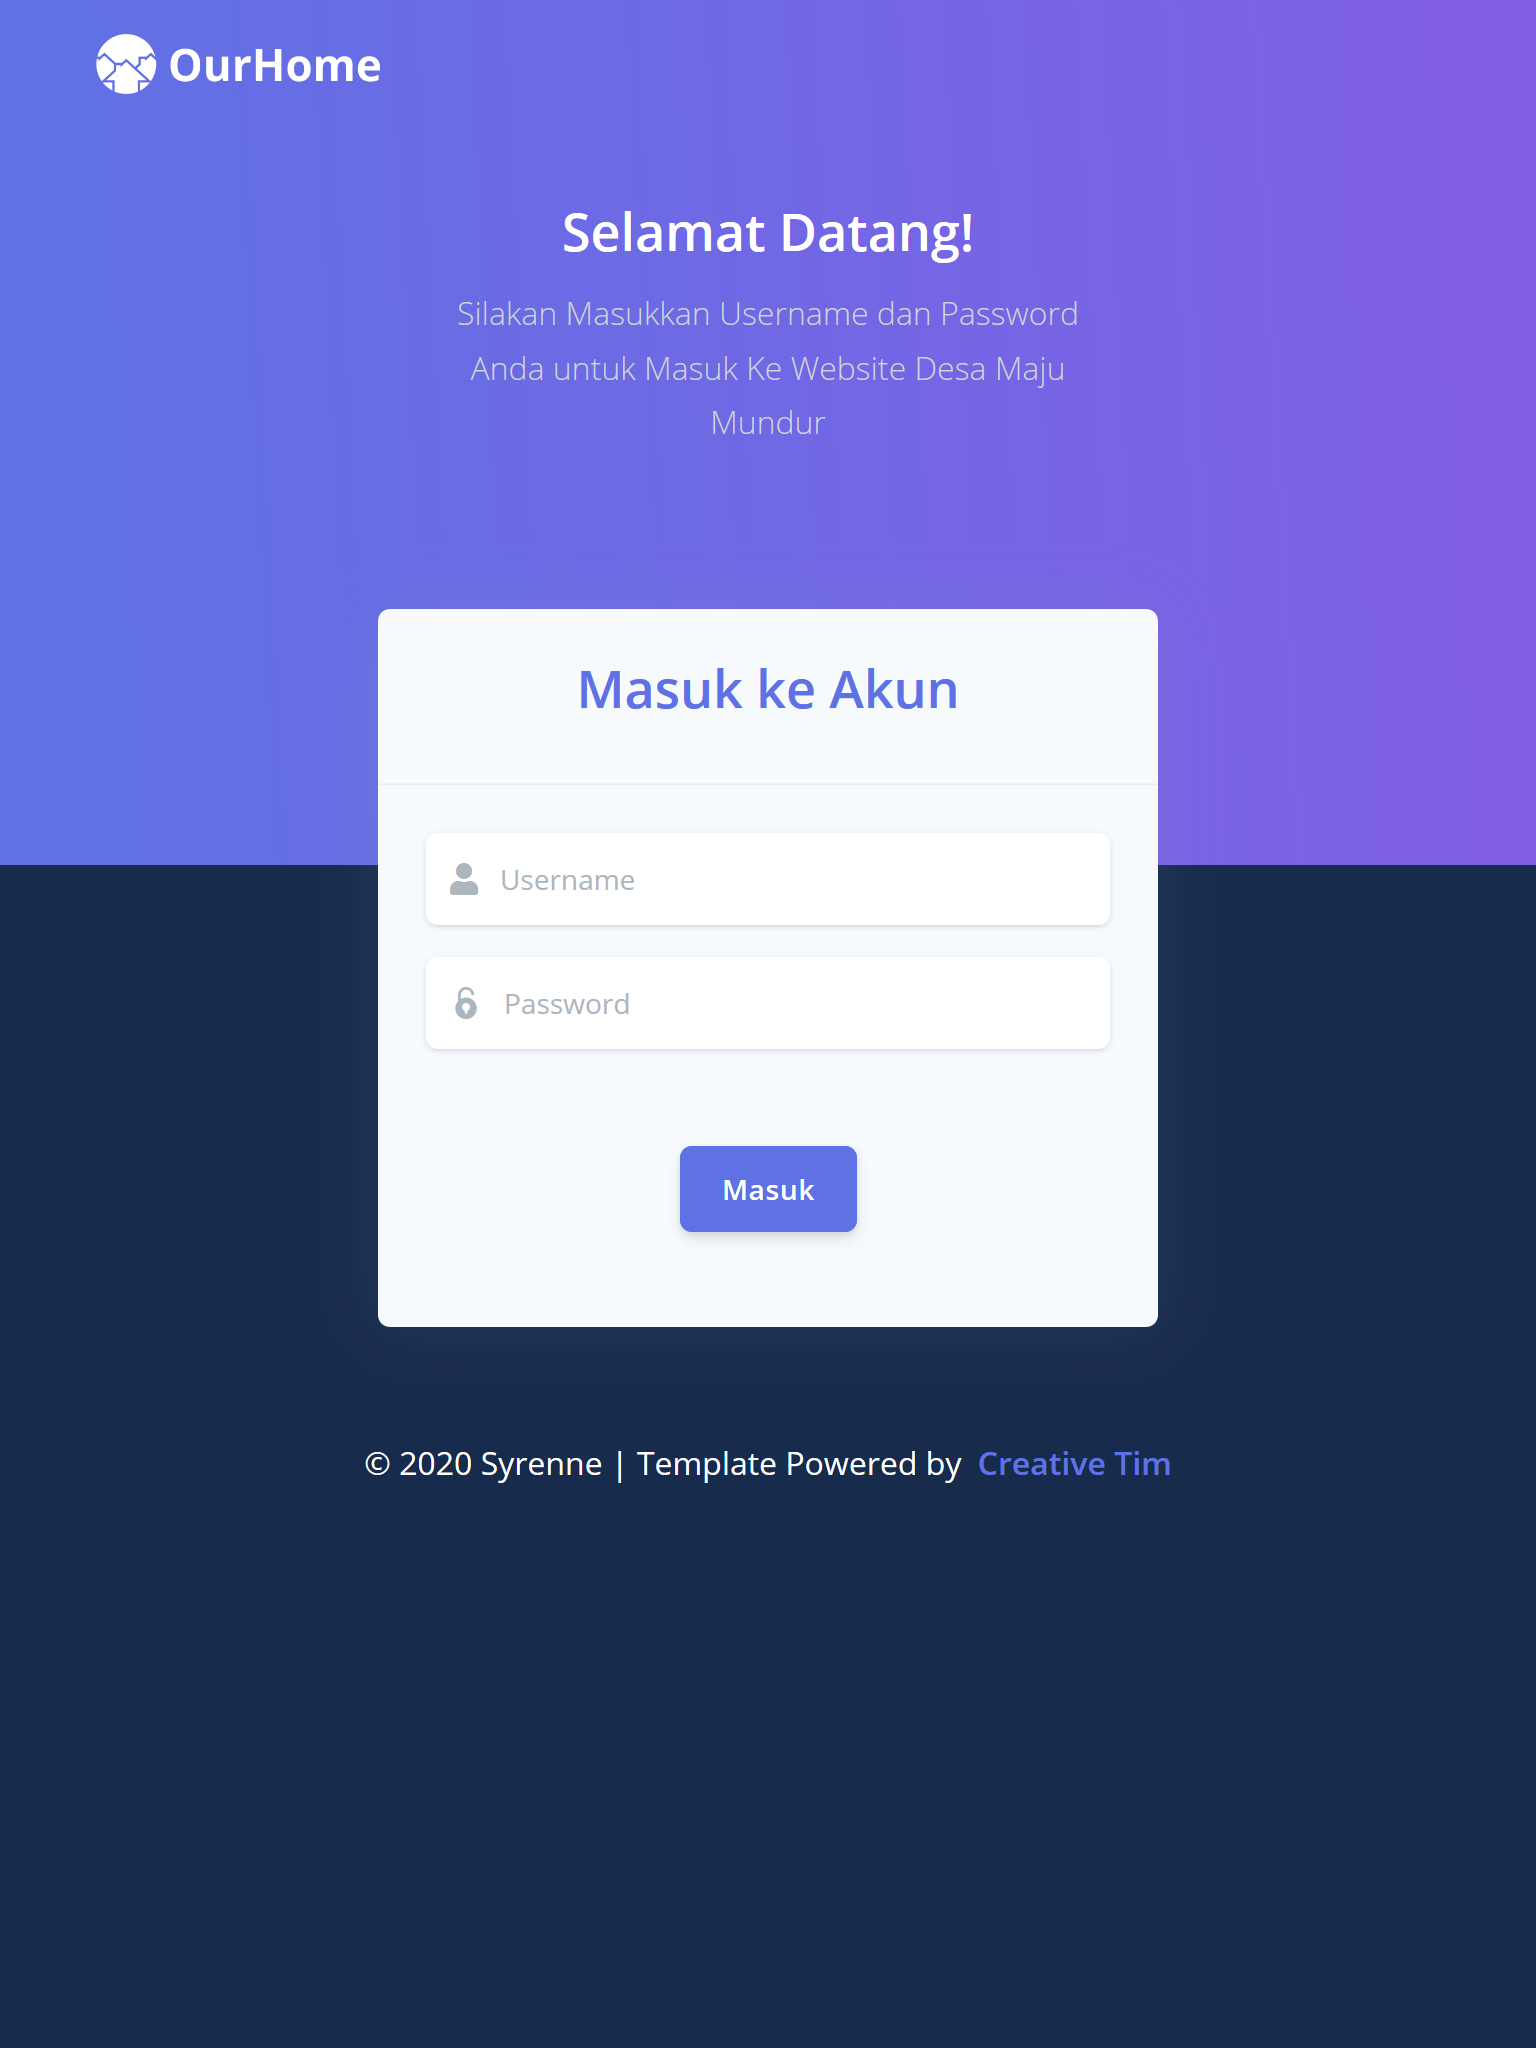 OurHome
Selamat Datang!
Silakan Masukkan Username dan Password
Anda untuk Masuk Ke Website Desa Maju
Mundur
Masuk ke Akun
Username
Password
Masuk
© 2020 Syrenne | Template Powered by Creative Tim